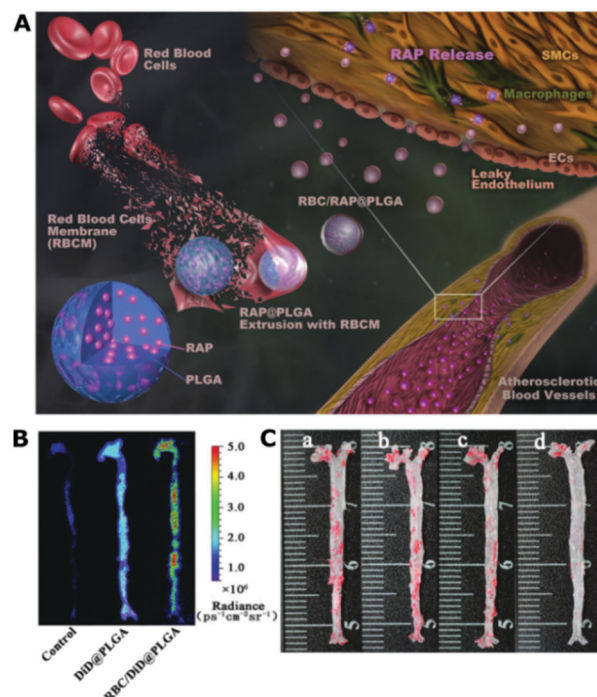 A
Red Blood
Cells
RAP Release
SMCs
Macrophages
ECs
Leaky
Endothelium
RBC/RAP@PLGA
Red Blood Cells
Membrane
(RBCM)
RAP@PLGA
Extrusion with RBCM
RAP
PLGA
Atherosclerotic
Blood Vessels
B
5.0
4.0
3.0
2.0
1.0
×10⁶
Radiance
(ps⁻¹cm⁻²sr⁻¹)
Control
DiD@PLGA
RBC/DiD@PLGA
C
a
b
c
d
8
8
8
8
7
7
7
7
6
6
6
6
5
5
5
5